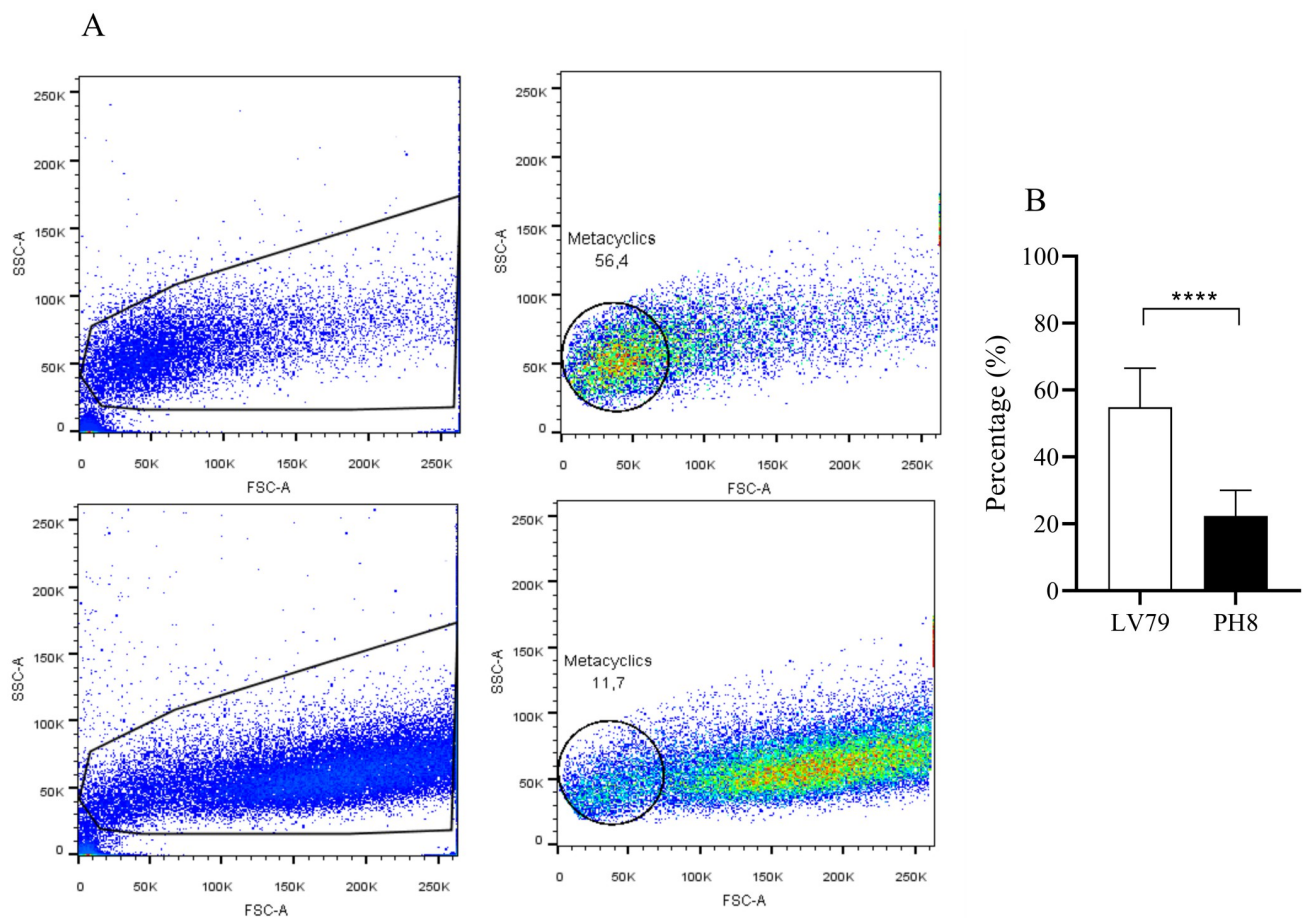 A
250K
200K
150K
100K
50K
0
SSC-A
0 50K 100K 150K 200K 250K
FSC-A
250K
200K
150K
100K
50K
0
SSC-A
Metacyclics
56,4
0 50K 100K 150K 200K 250K
FSC-A
B
100
80
60
40
20
0
Percentage (%)
****
LV79 PH8
250K
200K
150K
100K
50K
0
SSC-A
0 50K 100K 150K 200K 250K
FSC-A
250K
200K
150K
100K
50K
0
SSC-A
Metacyclics
11,7
0 50K 100K 150K 200K 250K
FSC-A